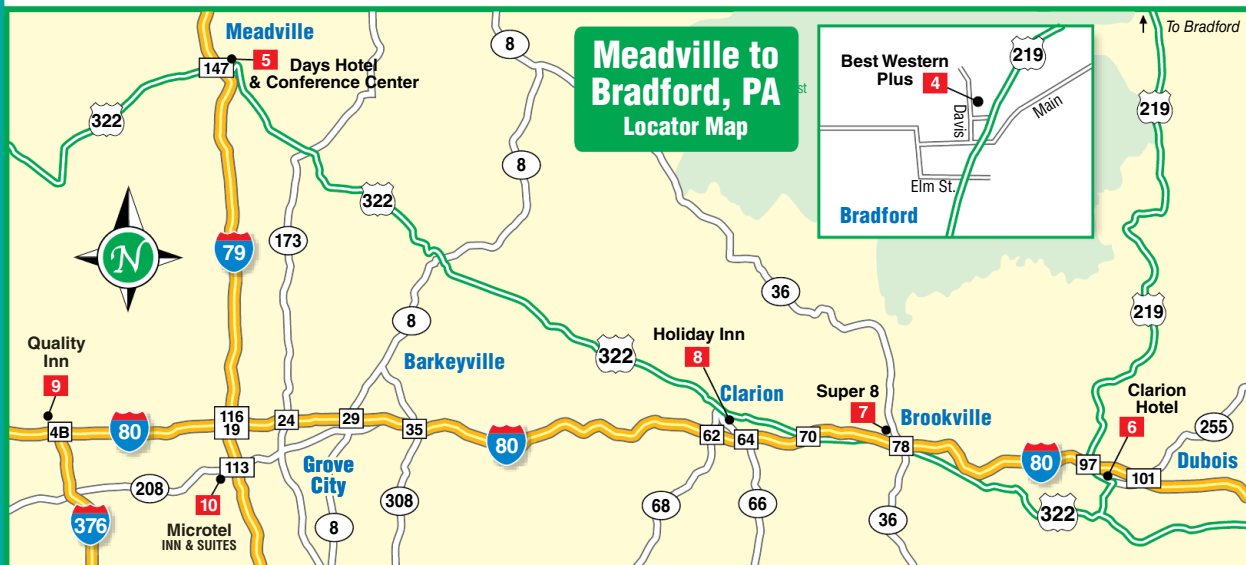 Meadville to
Bradford, PA
Locator Map
To Bradford
Meadville
5
Days Hotel
& Conference Center
147
322
8
st
219
Best Western
Plus
4
219
Davis
Main
Elm St.
Bradford
8
322
173
N
79
36
219
8
Quality
Inn
9
Barkeyville
322
Holiday Inn
8
Clarion
Super 8
7
Brookville
Clarion
Hotel
6
255
Dubois
4B
80
116
19
24
29
35
80
62
64
70
78
80
97
101
113
208
10
Microtel
INN & SUITES
376
Grove
City
8
308
68
66
36
322